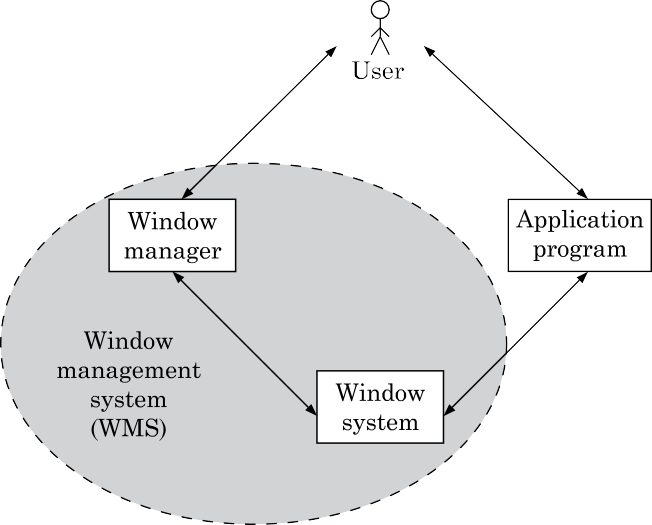 User
Window
manager
Application
program
Window
management
system
(WMS)
Window
system